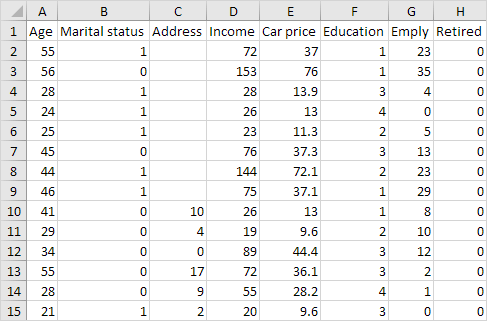 A B C D E F G H
1 Age Marital status Address Income Car price Education Emply Retired
2 55 1 72 37 1 23 0
3 56 0 153 76 1 35 0
4 28 1 28 13.9 3 4 0
5 24 1 26 13 4 0 0
6 25 1 23 11.3 2 5 0
7 45 0 76 37.3 3 13 0
8 44 1 144 72.1 2 23 0
9 46 1 75 37.1 1 29 0
10 41 0 10 26 13 1 8 0
11 29 0 4 19 9.6 2 10 0
12 34 0 0 89 44.4 3 12 0
13 55 0 17 72 36.1 3 2 0
14 28 0 9 55 28.2 4 1 0
15 21 1 2 20 9.6 3 0 0